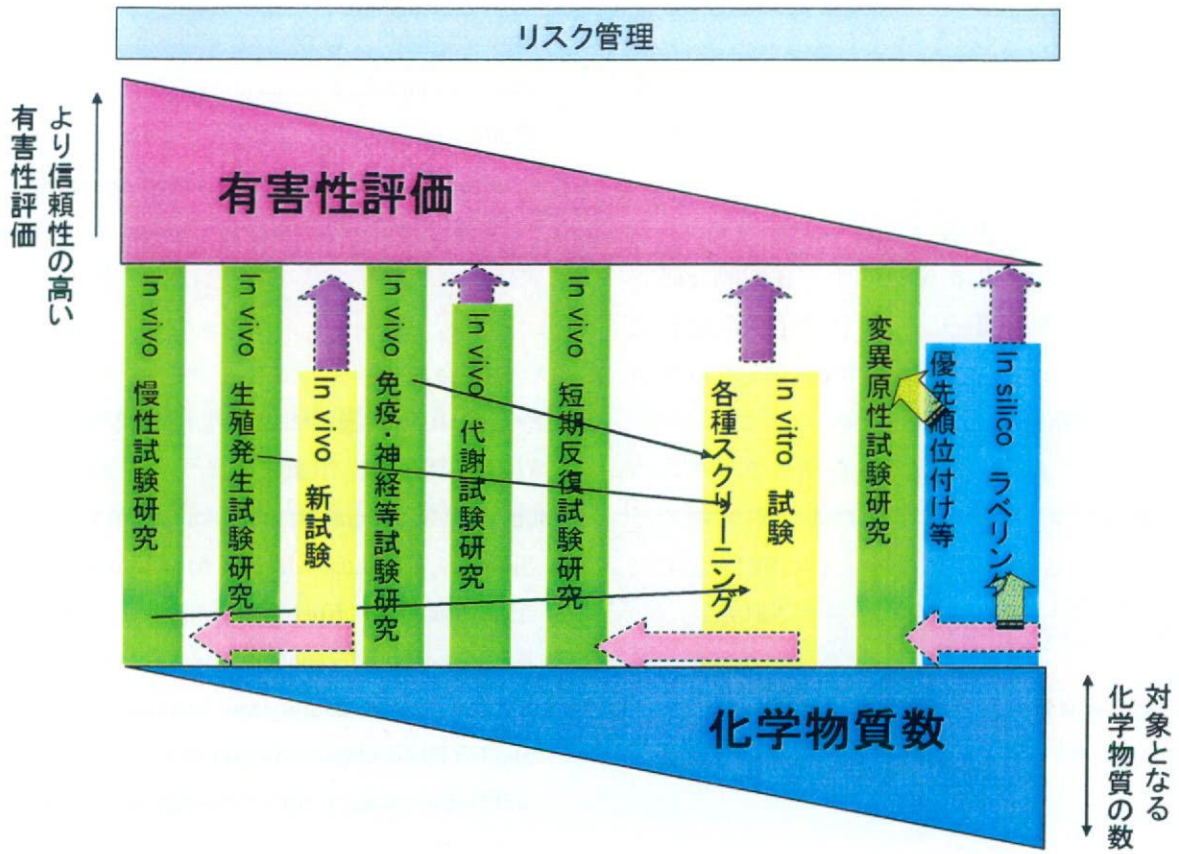 リスク管理
より信頼性の高い
有害性評価
有害性評価
In vivo 慢性試験研究
In vivo 生殖発生試験研究
In vivo 新試験
In vivo 免疫・神経等試験研究
In vivo 代謝試験研究
In vivo 短期反復試験研究
In vitro 試験
各種スクリーニング
変異原性試験研究
In silico ラベリング
優先順位付け等
化学物質数
対象となる
化学物質の数